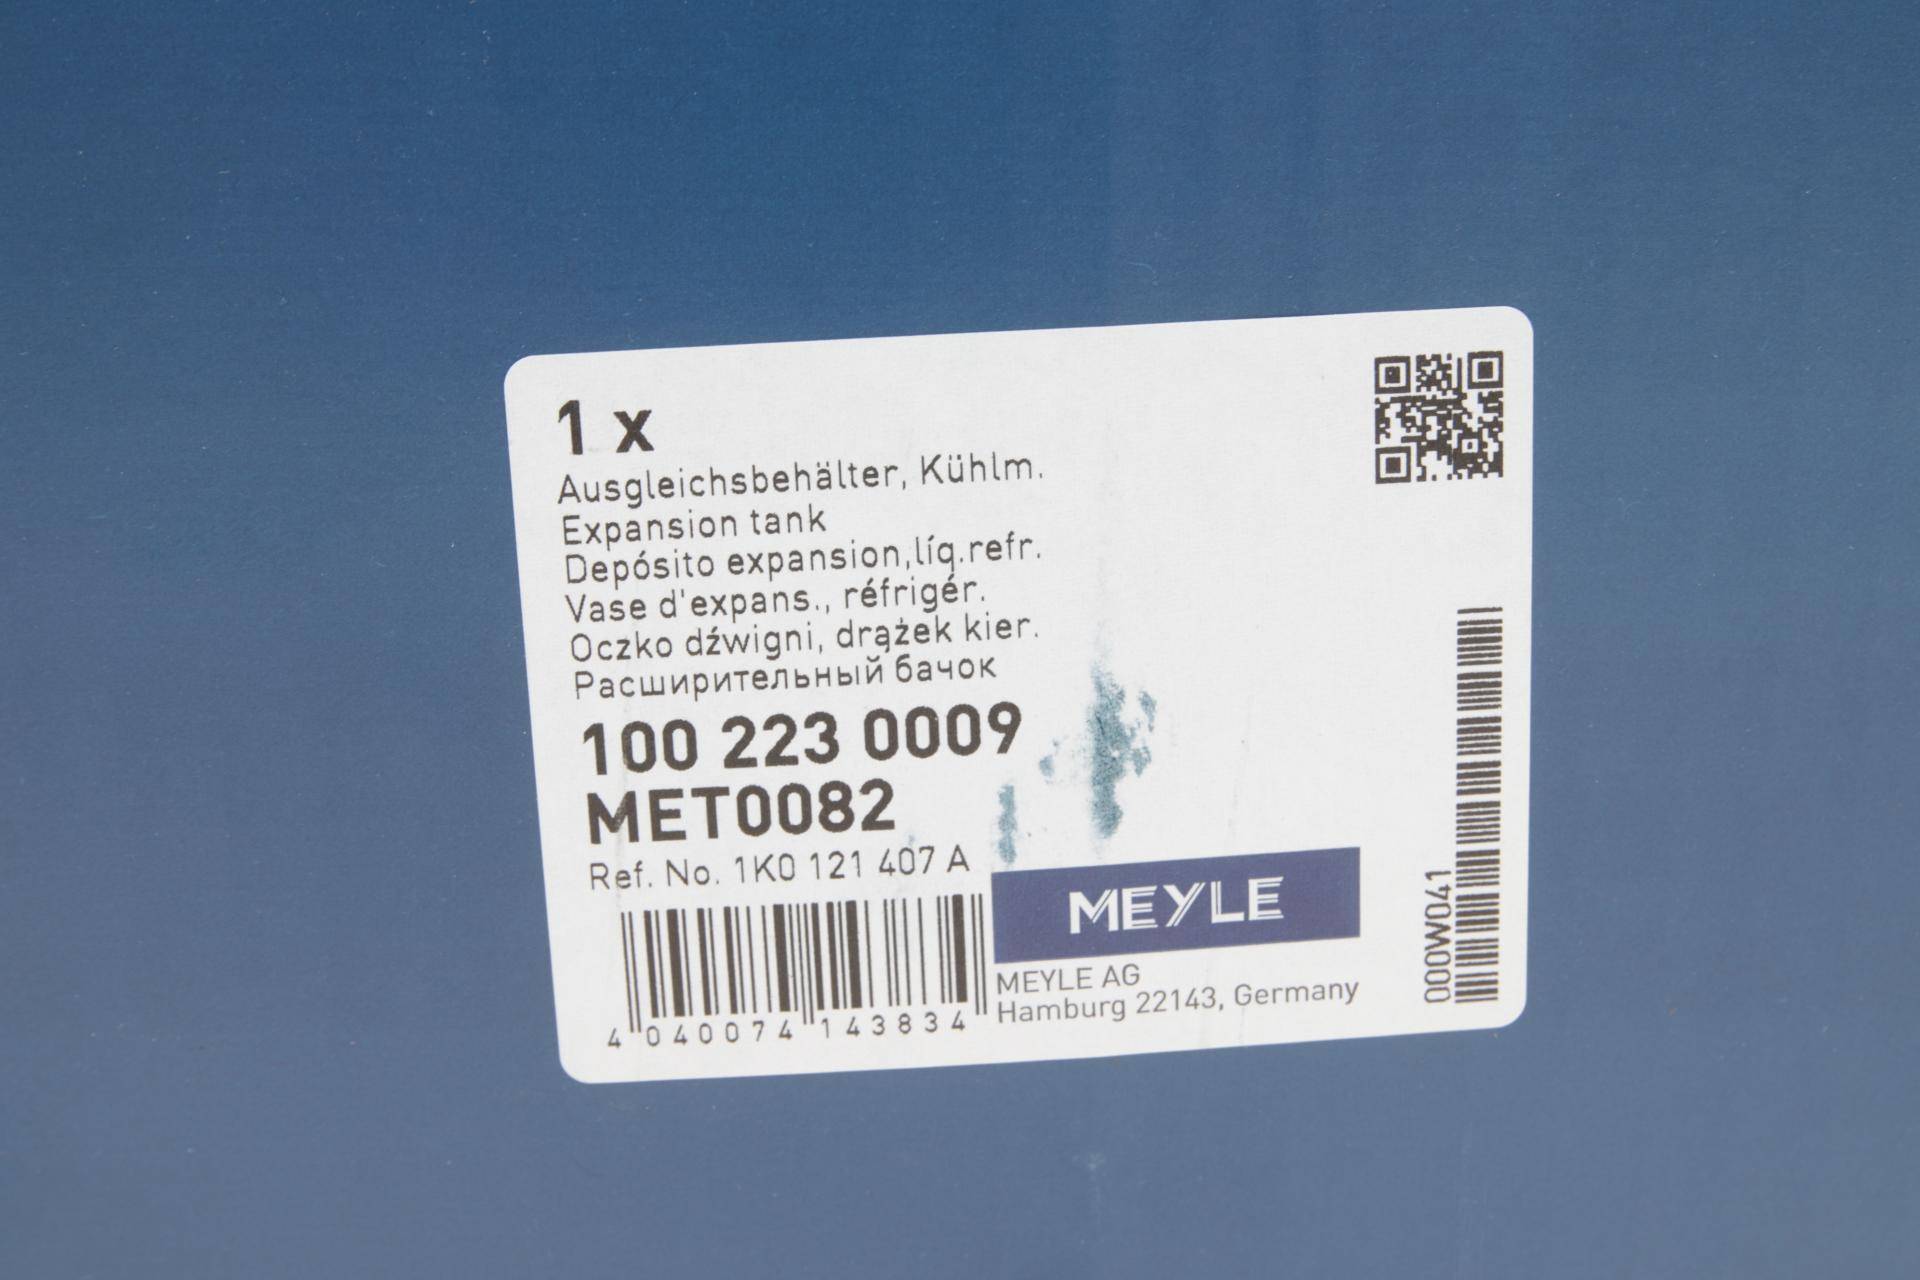 1 x
Ausgleichsbehälter, Kühlm.
Expansion tank
Depósito expansion,líq.refr.
Vase d'expans., réfrigér.
Oczko dźwigni, drążek kier.
Расширительный бачок
100 223 0009
MET0082
Ref. No. 1K0 121 407 A
MEYLE
MEYLE AG
Hamburg 22143, Germany
4 040074 143834
000W041